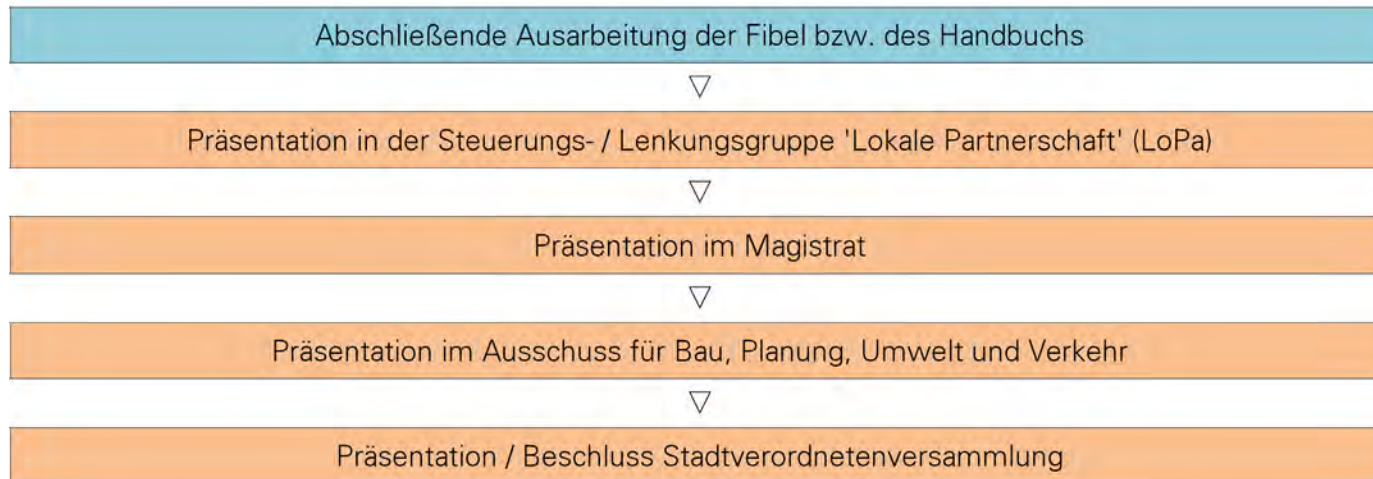 Abschließende Ausarbeitung der Fibel bzw. des Handbuchs
Präsentation in der Steuerungs- / Lenkungsgruppe 'Lokale Partnerschaft' (LoPa)
Präsentation im Magistrat
Präsentation im Ausschuss für Bau, Planung, Umwelt und Verkehr
Präsentation / Beschluss Stadtverordnetenversammlung